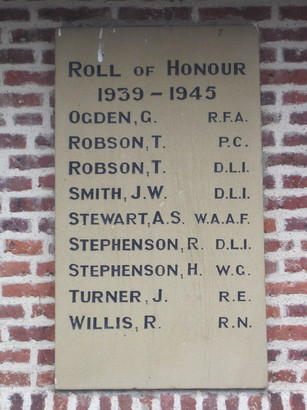 ROLL OF HONOUR
1939-1945
OGDEN, G. R.F.A.
ROBSON, T. P.C.
ROBSON, T. D.L.I.
SMITH, J.W. D.L.I.
STEWART, A.S. W.A.A.F.
STEPHENSON, R. D.L.I.
STEPHENSON, H. W.G.
TURNER, J. R.E.
WILLIS, R. R.N.